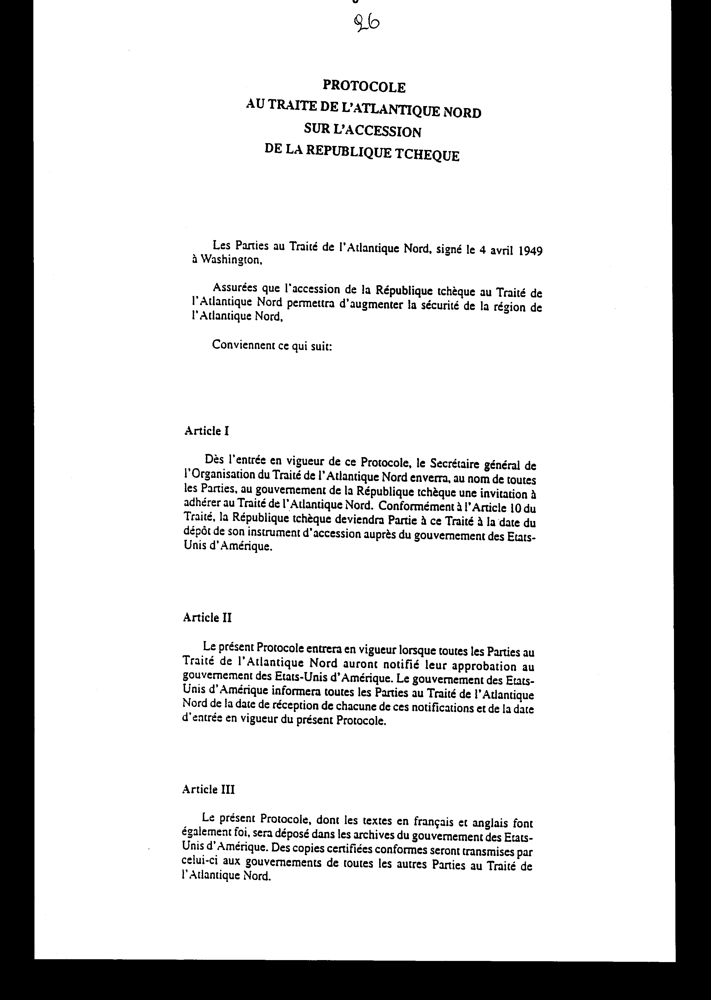 26
PROTOCOLE
AU TRAITE DE L'ATLANTIQUE NORD
SUR L'ACCESSION
DE LA REPUBLIQUE TCHEQUE
Les Parties au Traité de l'Atlantique Nord, signé le 4 avril 1949
à Washington,
Assurées que l'accession de la République tchèque au Traité de
l'Atlantique Nord permettra d'augmenter la sécurité de la région de
l'Atlantique Nord,
Conviennent ce qui suit:
Article I
Dès l'entrée en vigueur de ce Protocole, le Secrétaire général de
l'Organisation du Traité de l'Atlantique Nord enverra, au nom de toutes
les Parties, au gouvernement de la République tchèque une invitation à
adhérer au Traité de l'Atlantique Nord. Conformément à l'Article 10 du
Traité, la République tchèque deviendra Partie à ce Traité à la date du
dépôt de son instrument d'accession auprès du gouvernement des Etats-
Unis d'Amérique.
Article II
Le présent Protocole entrera en vigueur lorsque toutes les Parties au
Traité de l'Atlantique Nord auront notifié leur approbation au
gouvernement des Etats-Unis d'Amérique. Le gouvernement des Etats-
Unis d'Amérique informera toutes les Parties au Traité de l'Atlantique
Nord de la date de réception de chacune de ces notifications et de la date
d'entrée en vigueur du présent Protocole.
Article III
Le présent Protocole, dont les textes en français et anglais font
également foi, sera déposé dans les archives du gouvernement des Etats-
Unis d'Amérique. Des copies certifiées conformes seront transmises par
celui-ci aux gouvernements de toutes les autres Parties au Traité de
l'Atlantique Nord.